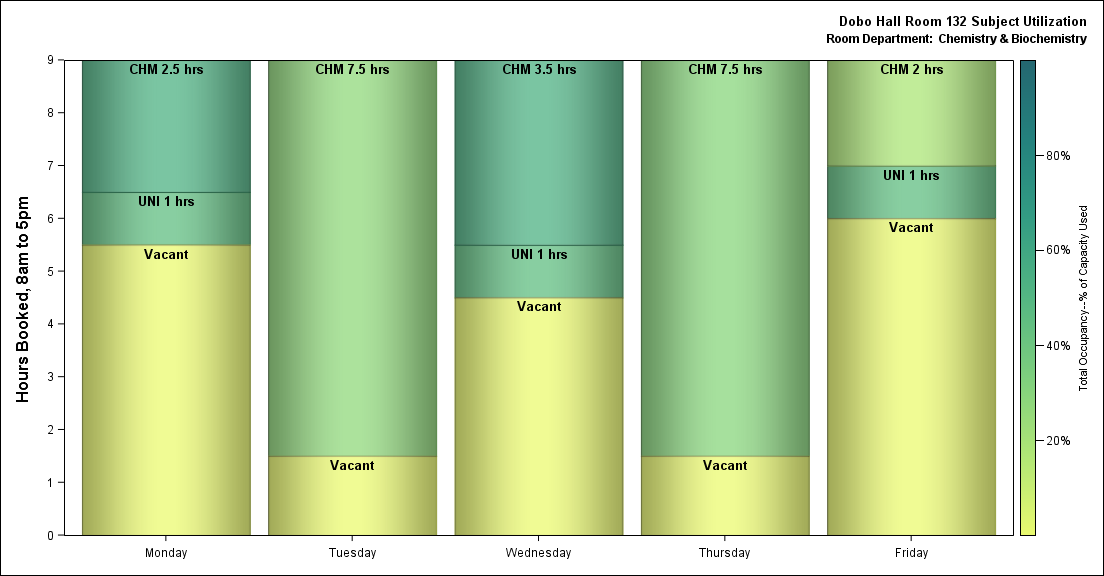 Dobo Hall Room 132 Subject Utilization
Room Department: Chemistry & Biochemistry
Hours Booked, 8am to 5pm
9
8
7
6
5
4
3
2
1
0
CHM 2.5 hrs
UNI 1 hrs
Vacant
CHM 7.5 hrs
Vacant
CHM 3.5 hrs
UNI 1 hrs
Vacant
CHM 7.5 hrs
Vacant
CHM 2 hrs
UNI 1 hrs
Vacant
Monday
Tuesday
Wednesday
Thursday
Friday
80%
60%
40%
20%
Total Occupancy--% of Capacity Used